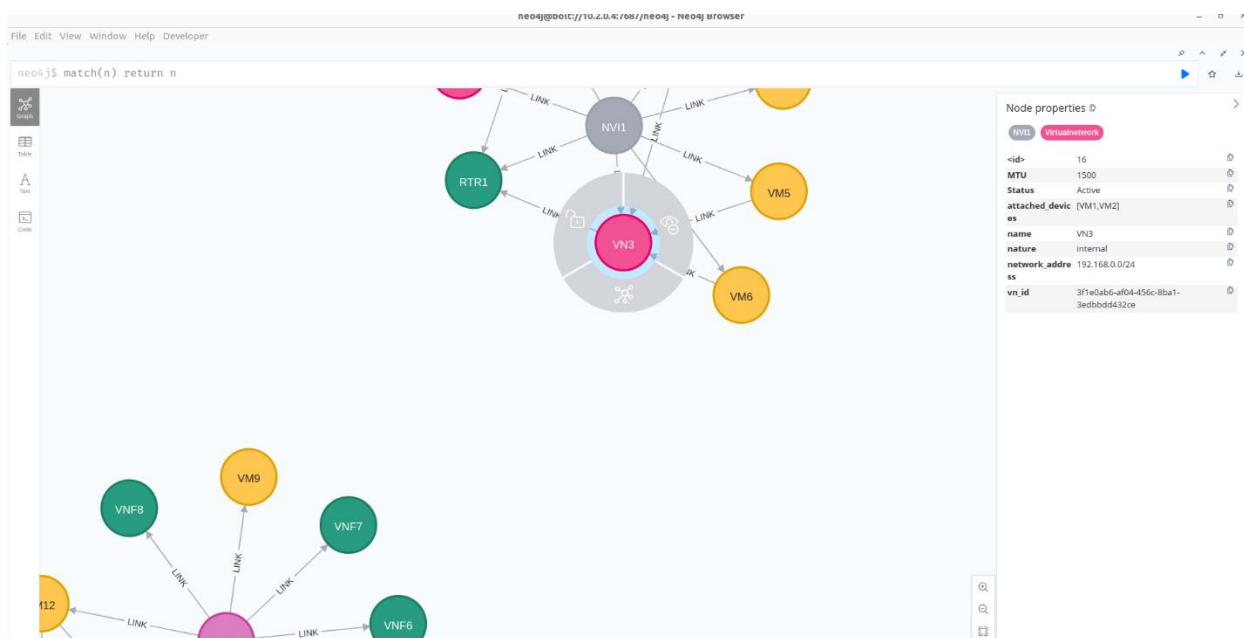 neo4j@bolt://10.2.0.4:7687/neo4j - Neo4j Browser
File Edit View Window Help Developer
neo4j$ match(n) return n
Graph
Table
Text
Code
LINK
NVI1
LINK
LINK
LINK
LINK
RTR1
VM5
LINK
LINK
VN3
VM6
Node properties
NVI1 Virtualnetwork
<id> 16
MTU 1500
Status Active
attached_devic [VM1,VM2]
es
name VN3
nature internal
network_addre 192.168.0.0/24
ss
vn_id 3f1e0ab6-af04-456c-8ba1-
3edbbdd432ce
VM9
VNF8
VNF7
LINK
LINK
LINK
M12
LINK
LINK
VNF6